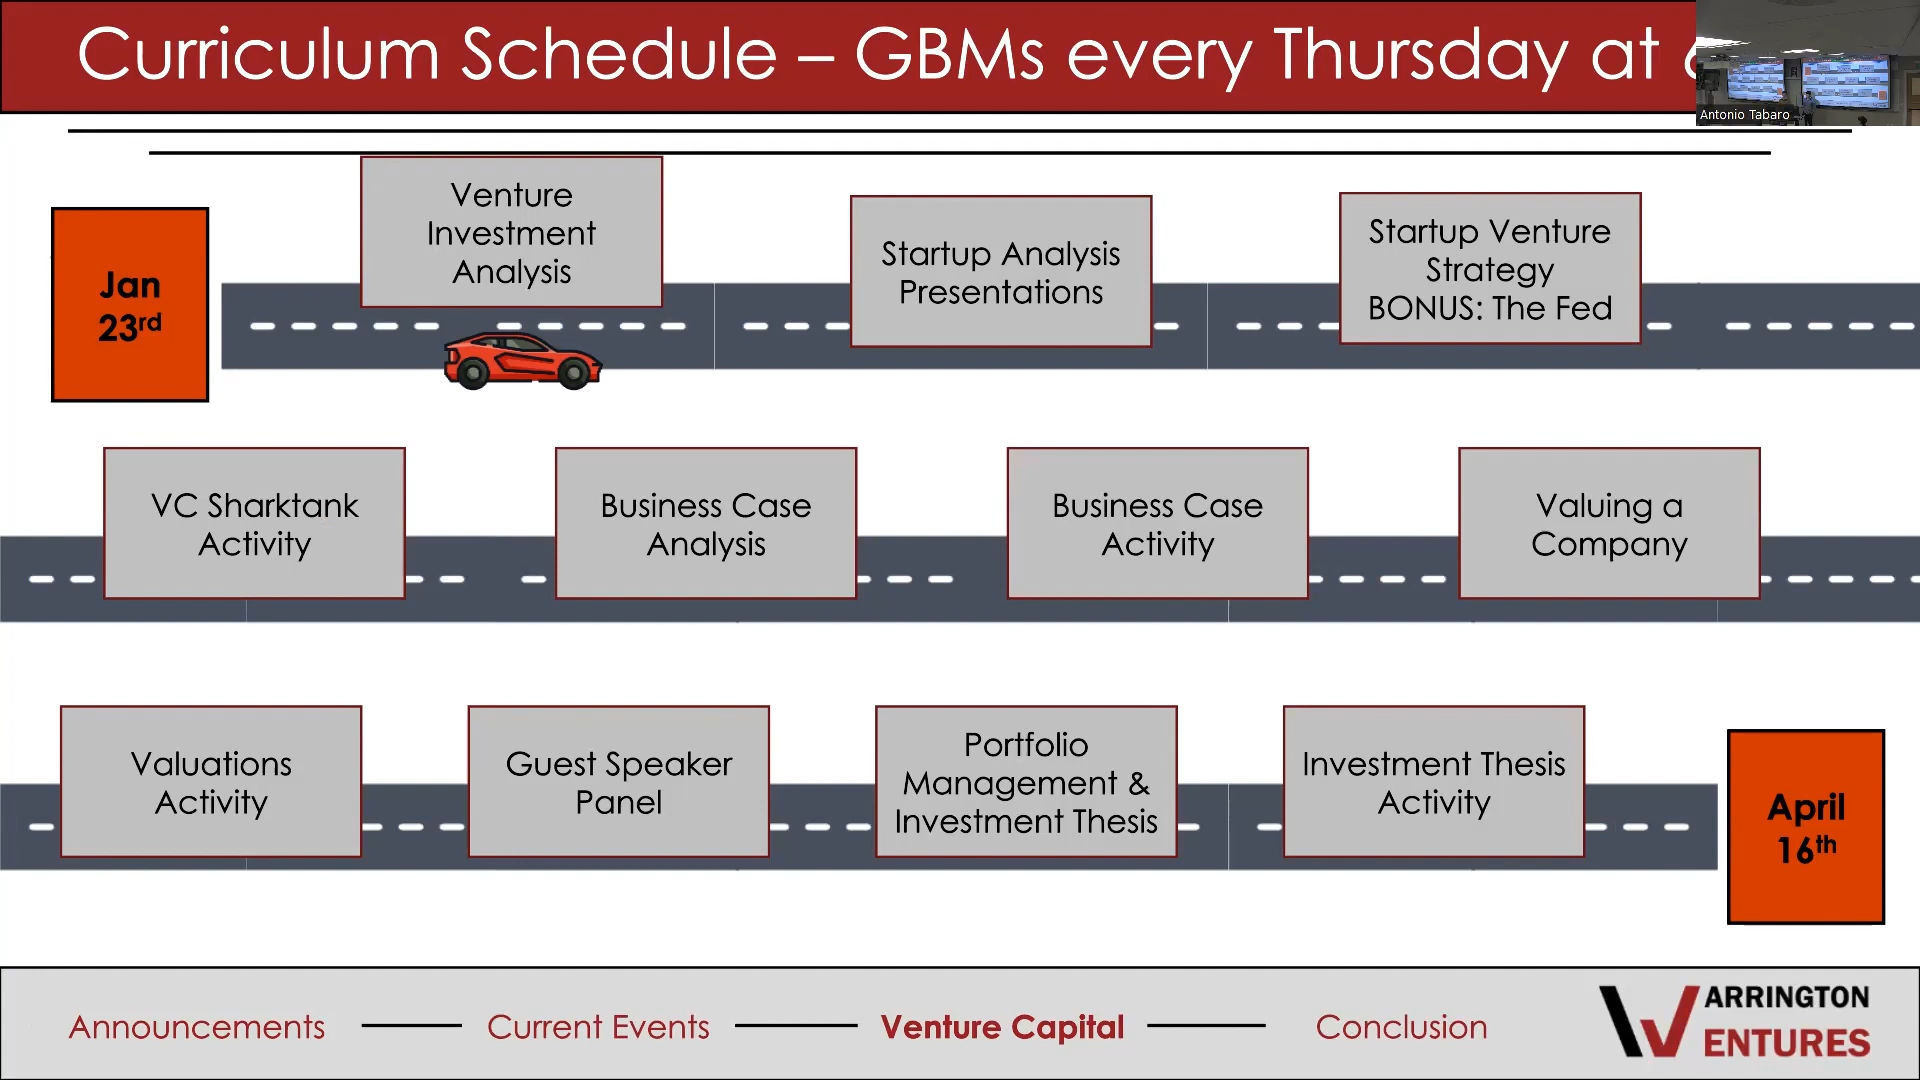 Curriculum Schedule – GBMs every Thursday at
Antonio Tabaro
Jan
23rd
Venture
Investment
Analysis
Startup Analysis
Presentations
Startup Venture
Strategy
BONUS: The Fed
VC Sharktank
Activity
Business Case
Analysis
Business Case
Activity
Valuing a
Company
Valuations
Activity
Guest Speaker
Panel
Portfolio
Management &
Investment Thesis
Investment Thesis
Activity
April
16th
Announcements
Current Events
Venture Capital
Conclusion
WARRINGTON
VENTURES